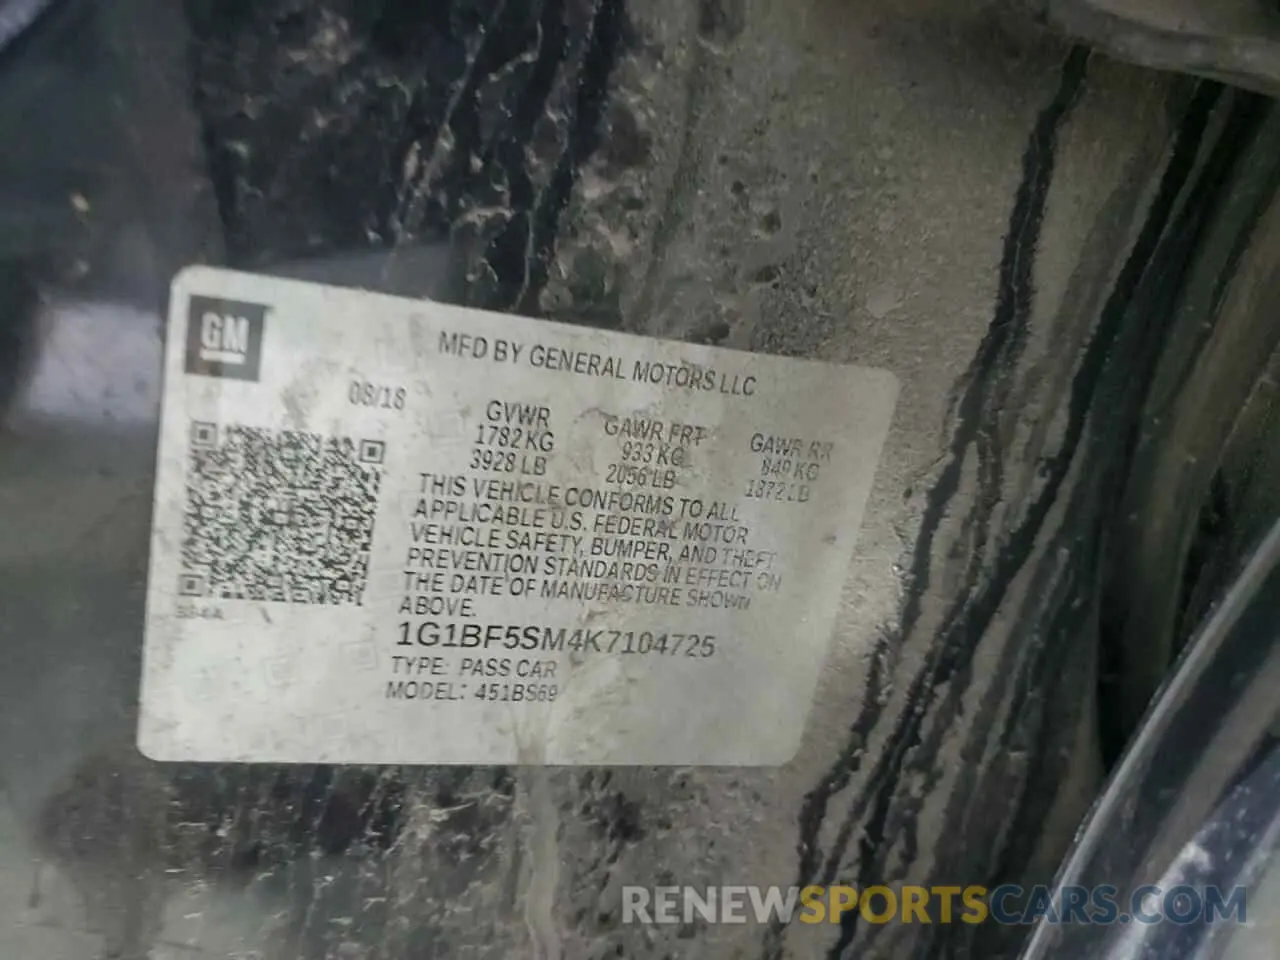 GM
MFD BY GENERAL MOTORS LLC
08/18
GVWR GAWR FRT GAWR RR
1782 KG 933 KG 849 KG
3928 LB 2056 LB 1872 LB
THIS VEHICLE CONFORMS TO ALL
APPLICABLE U.S. FEDERAL MOTOR
VEHICLE SAFETY, BUMPER, AND THEFT
PREVENTION STANDARDS IN EFFECT ON
THE DATE OF MANUFACTURE SHOWN
ABOVE.
1G1BF5SM4K7104725
TYPE: PASS CAR
MODEL: 451BS69
RENEWSPORTSCARS.COM